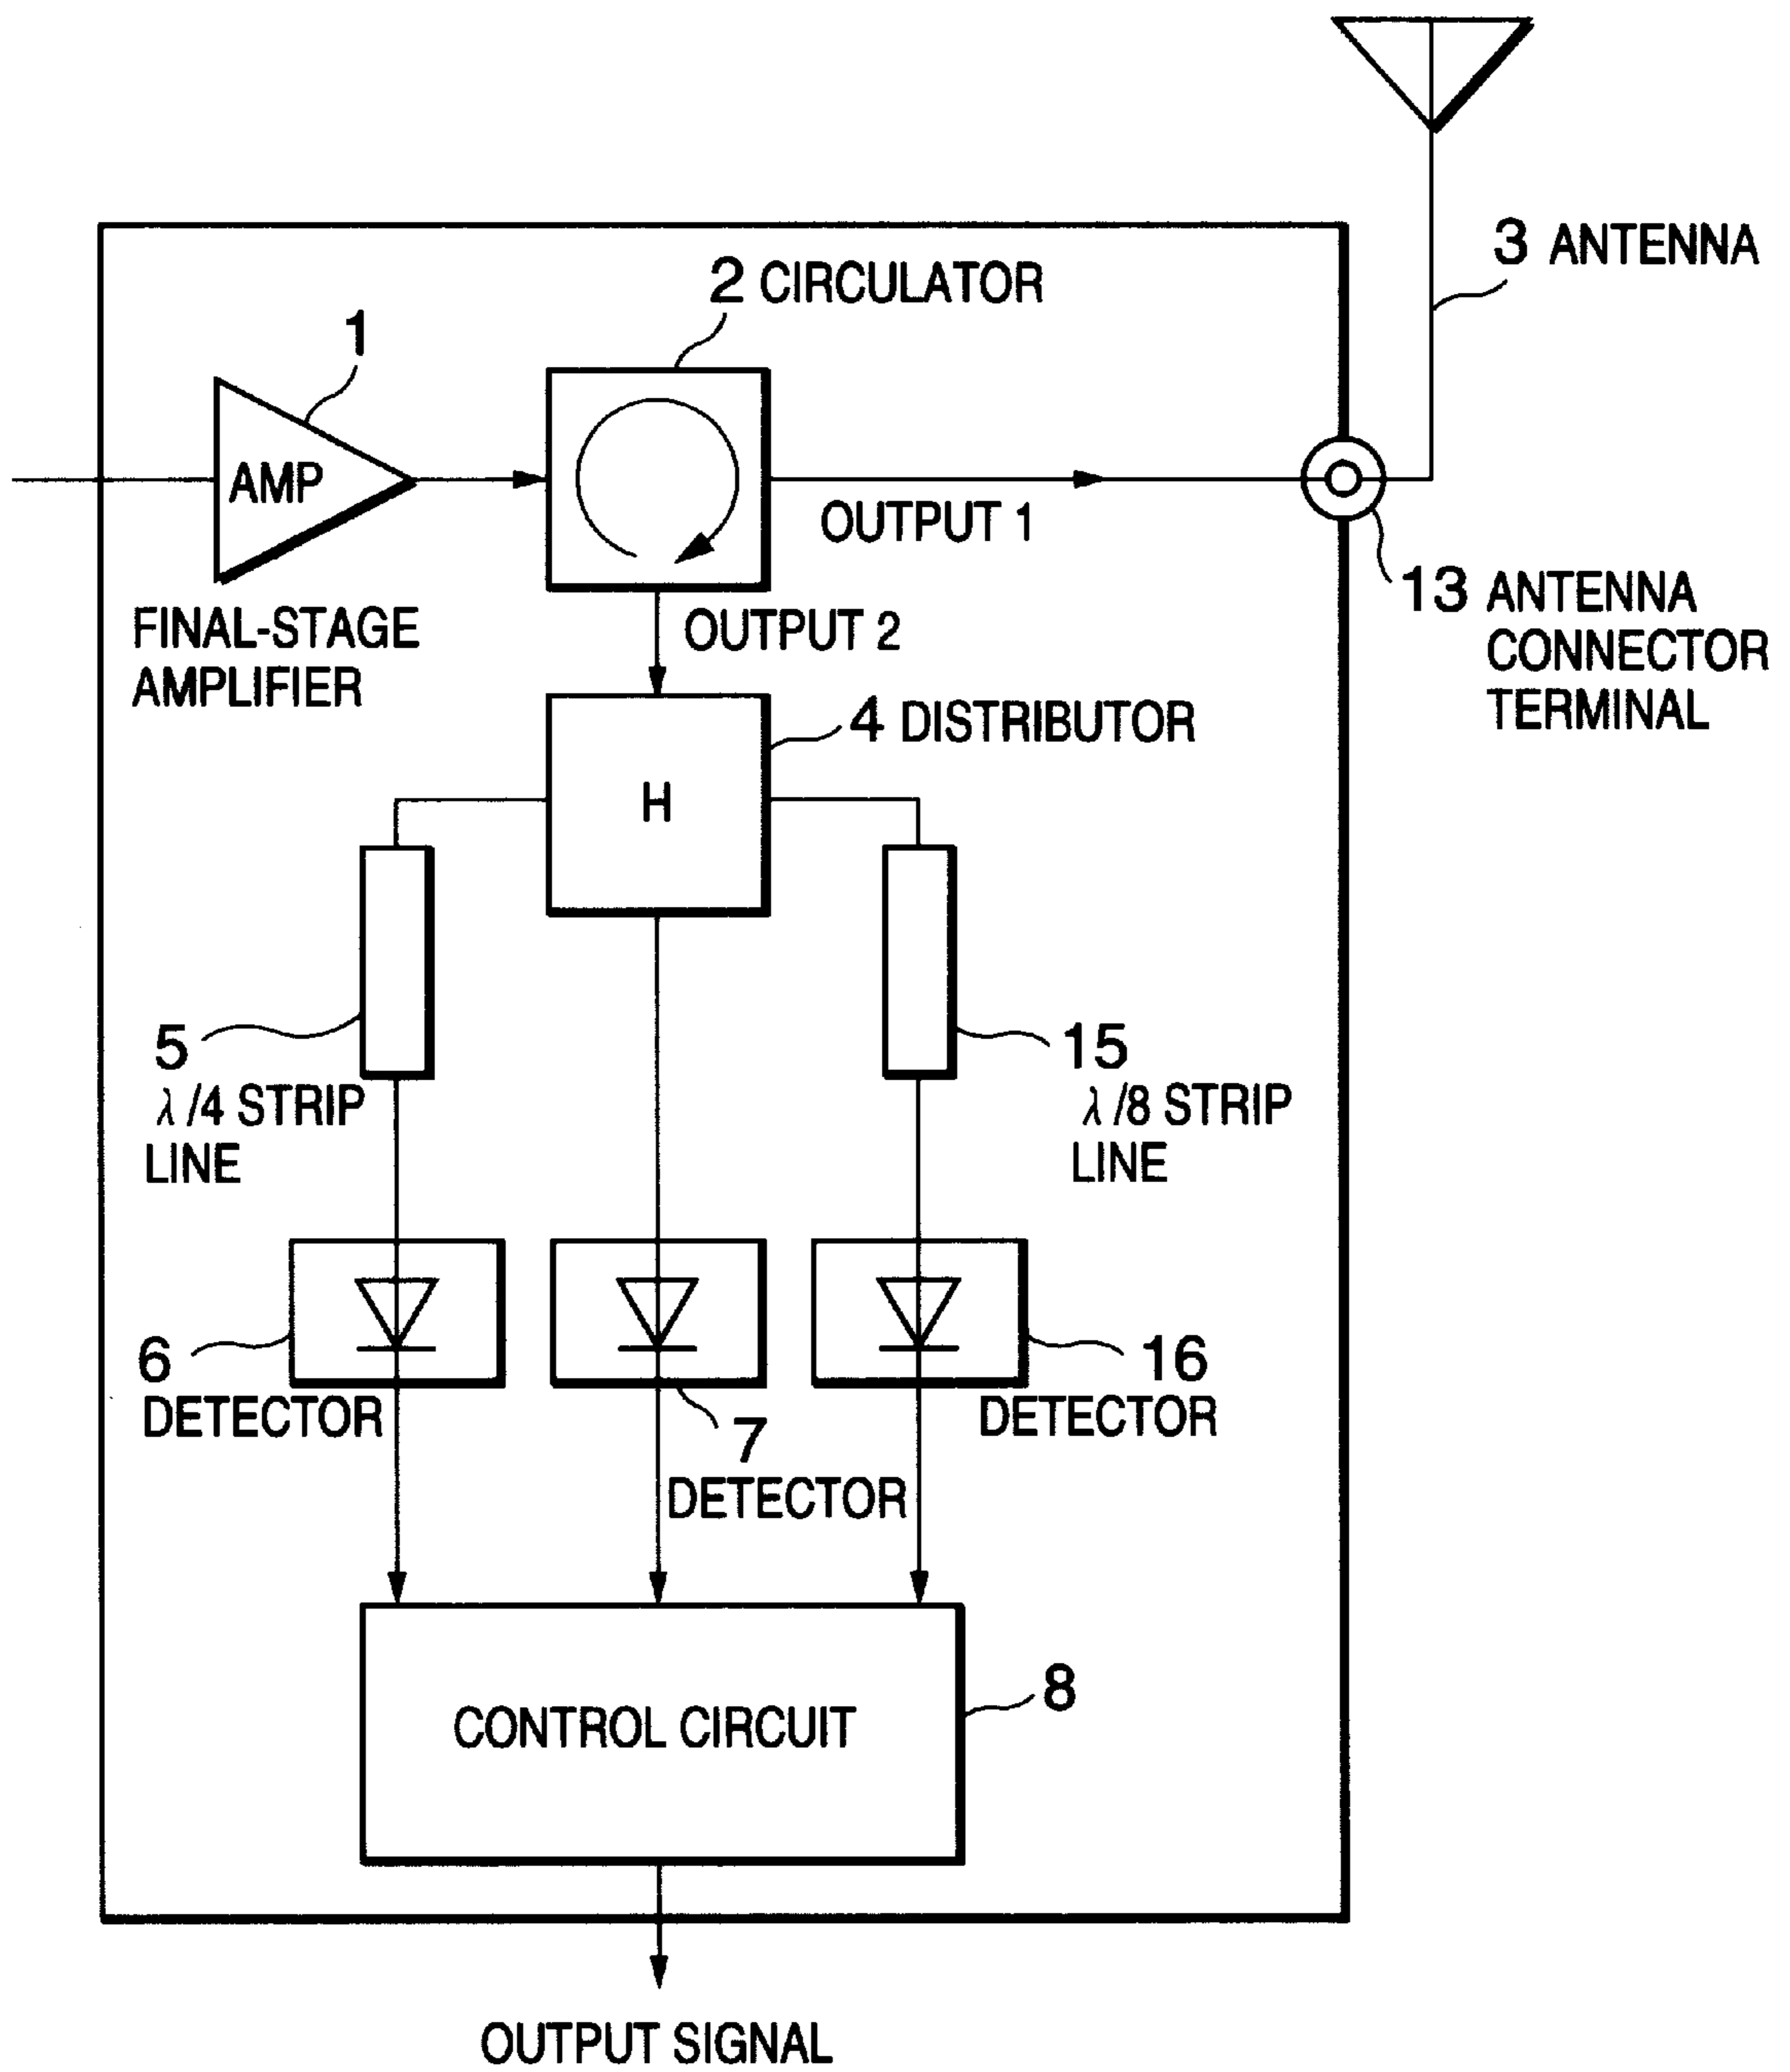 3 ANTENNA
2 CIRCULATOR
1
AMP
OUTPUT 1
13 ANTENNA
CONNECTOR
TERMINAL
FINAL-STAGE
AMPLIFIER
OUTPUT 2
4 DISTRIBUTOR
H
5
λ/4 STRIP
LINE
15
λ/8 STRIP
LINE
6
DETECTOR
7
DETECTOR
16
DETECTOR
CONTROL CIRCUIT
8
OUTPUT SIGNAL